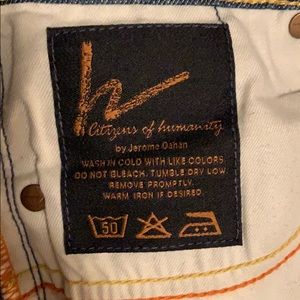 h
Citizens of humanity
by Jerome Dahan
WASH IN COLD WITH LIKE COLORS
DO NOT BLEACH. TUMBLE DRY LOW.
REMOVE PROMPTLY.
WARM IRON IF DESIRED.
50